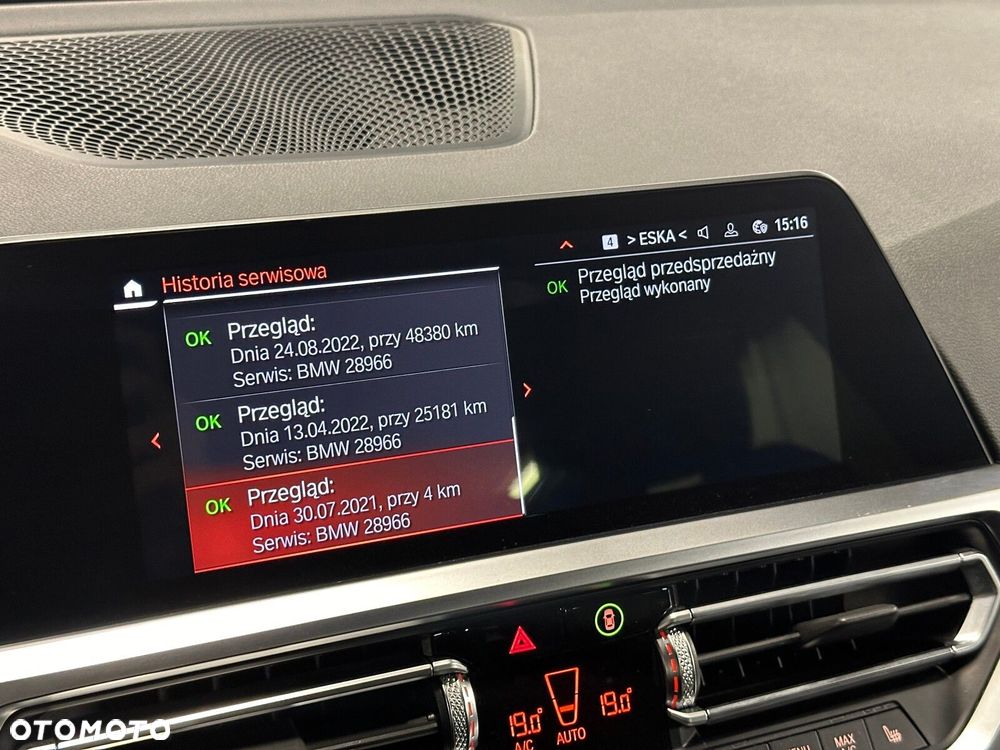 4 > ESKA < 15:16
Historia serwisowa
OK Przegląd:
Dnia 24.08.2022, przy 48380 km
Serwis: BMW 28966
OK Przegląd:
Dnia 13.04.2022, przy 25181 km
Serwis: BMW 28966
OK Przegląd:
Dnia 30.07.2021, przy 4 km
Serwis: BMW 28966
OK Przegląd przedsprzedażny
Przegląd wykonany
19.0° 19.0°
A/C AUTO
MENU MAX
OTOMOTO